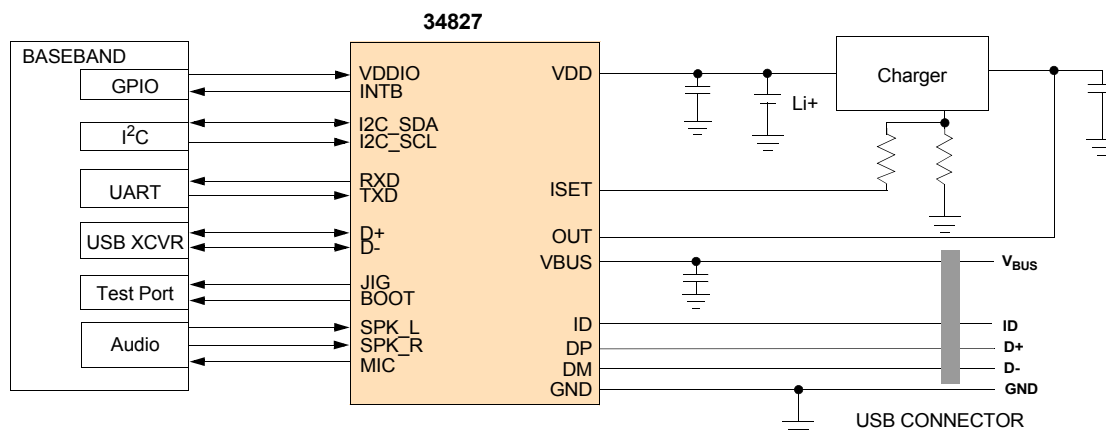 34827
BASEBAND
GPIO
I²C
UART
USB XCVR
Test Port
Audio
VDDIO
INTB
I2C_SDA
I2C_SCL
RXD
TXD
D+
D-
JIG
BOOT
SPK_L
SPK_R
MIC
VDD
ISET
OUT
VBUS
ID
DP
DM
GND
Li+
Charger
VBUS
ID
D+
D-
GND
USB CONNECTOR